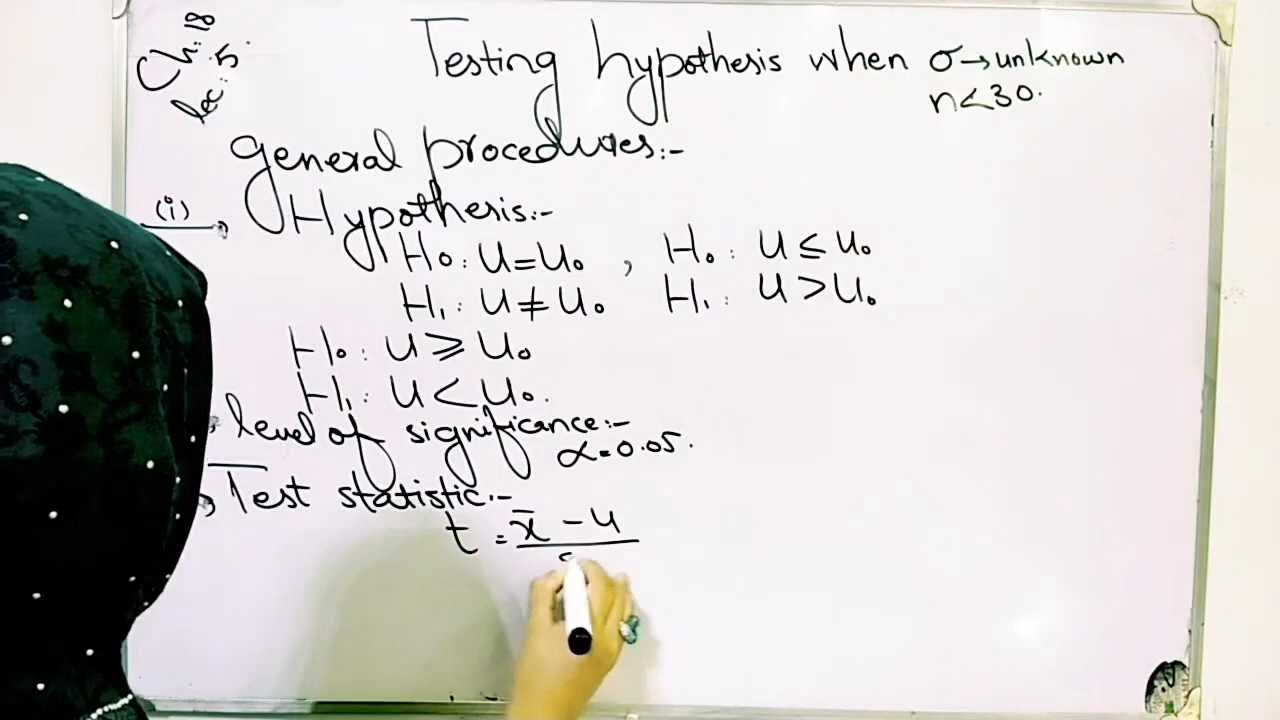 Ch: 18
Lec: 5.
Testing hypothesis when σ→unknown
n<30.
General procedures:-
(i)
Hypothesis:-
H₀: u=u₀ , H₀: u≤u₀
H₁: u≠u₀ H₁: u>u₀
H₀: u≥u₀
H₁: u<u₀.
level of significance:-
α=0.05.
Test statistic:-
t = x̄ - u